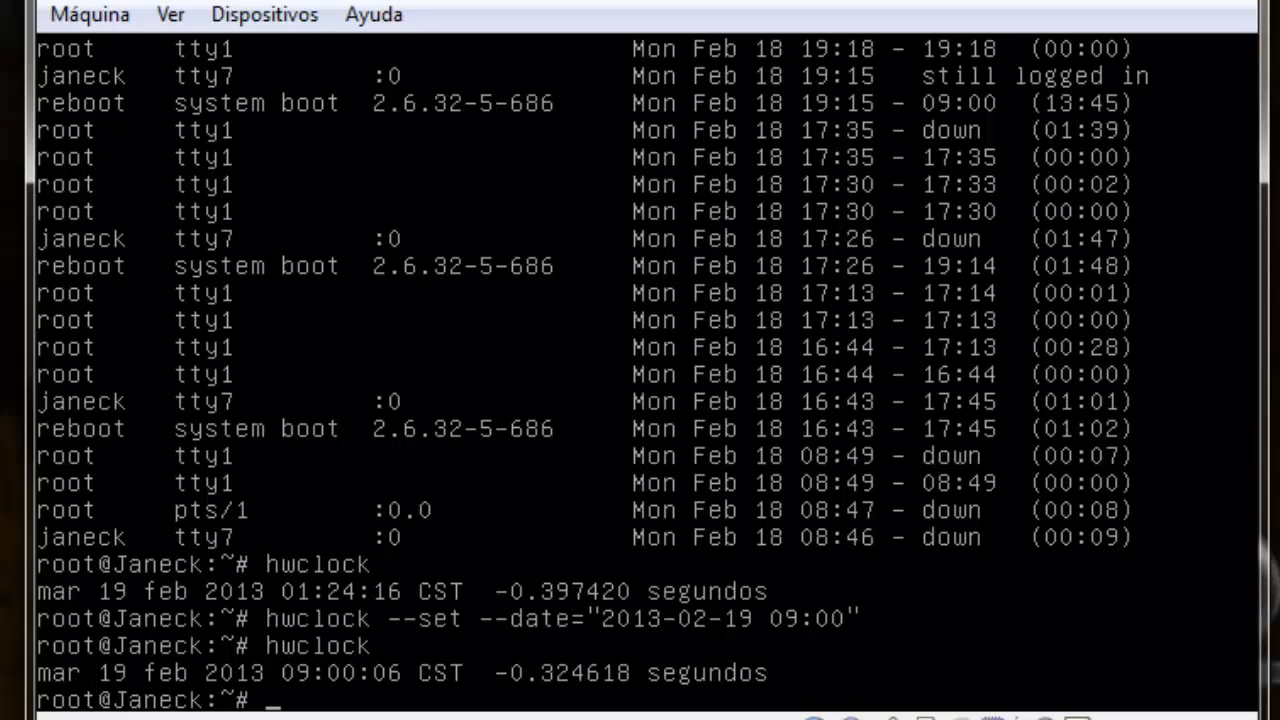 Máquina Ver Dispositivos Ayuda
root tty1 Mon Feb 18 19:18 - 19:18 (00:00)
janeck tty7 :0 Mon Feb 18 19:15 still logged in
reboot system boot 2.6.32-5-686 Mon Feb 18 19:15 - 09:00 (13:45)
root tty1 Mon Feb 18 17:35 - down (01:39)
root tty1 Mon Feb 18 17:35 - 17:35 (00:00)
root tty1 Mon Feb 18 17:30 - 17:33 (00:02)
root tty1 Mon Feb 18 17:30 - 17:30 (00:00)
janeck tty7 :0 Mon Feb 18 17:26 - down (01:47)
reboot system boot 2.6.32-5-686 Mon Feb 18 17:26 - 19:14 (01:48)
root tty1 Mon Feb 18 17:13 - 17:14 (00:01)
root tty1 Mon Feb 18 17:13 - 17:13 (00:00)
root tty1 Mon Feb 18 16:44 - 17:13 (00:28)
root tty1 Mon Feb 18 16:44 - 16:44 (00:00)
janeck tty7 :0 Mon Feb 18 16:43 - 17:45 (01:01)
reboot system boot 2.6.32-5-686 Mon Feb 18 16:43 - 17:45 (01:02)
root tty1 Mon Feb 18 08:49 - down (00:07)
root tty1 Mon Feb 18 08:49 - 08:49 (00:00)
root pts/1 :0.0 Mon Feb 18 08:47 - down (00:08)
janeck tty7 :0 Mon Feb 18 08:46 - down (00:09)
root@Janeck:~# hwclock
mar 19 feb 2013 01:24:16 CST -0.397420 segundos
root@Janeck:~# hwclock --set --date="2013-02-19 09:00"
root@Janeck:~# hwclock
mar 19 feb 2013 09:00:06 CST -0.324618 segundos
root@Janeck:~# _